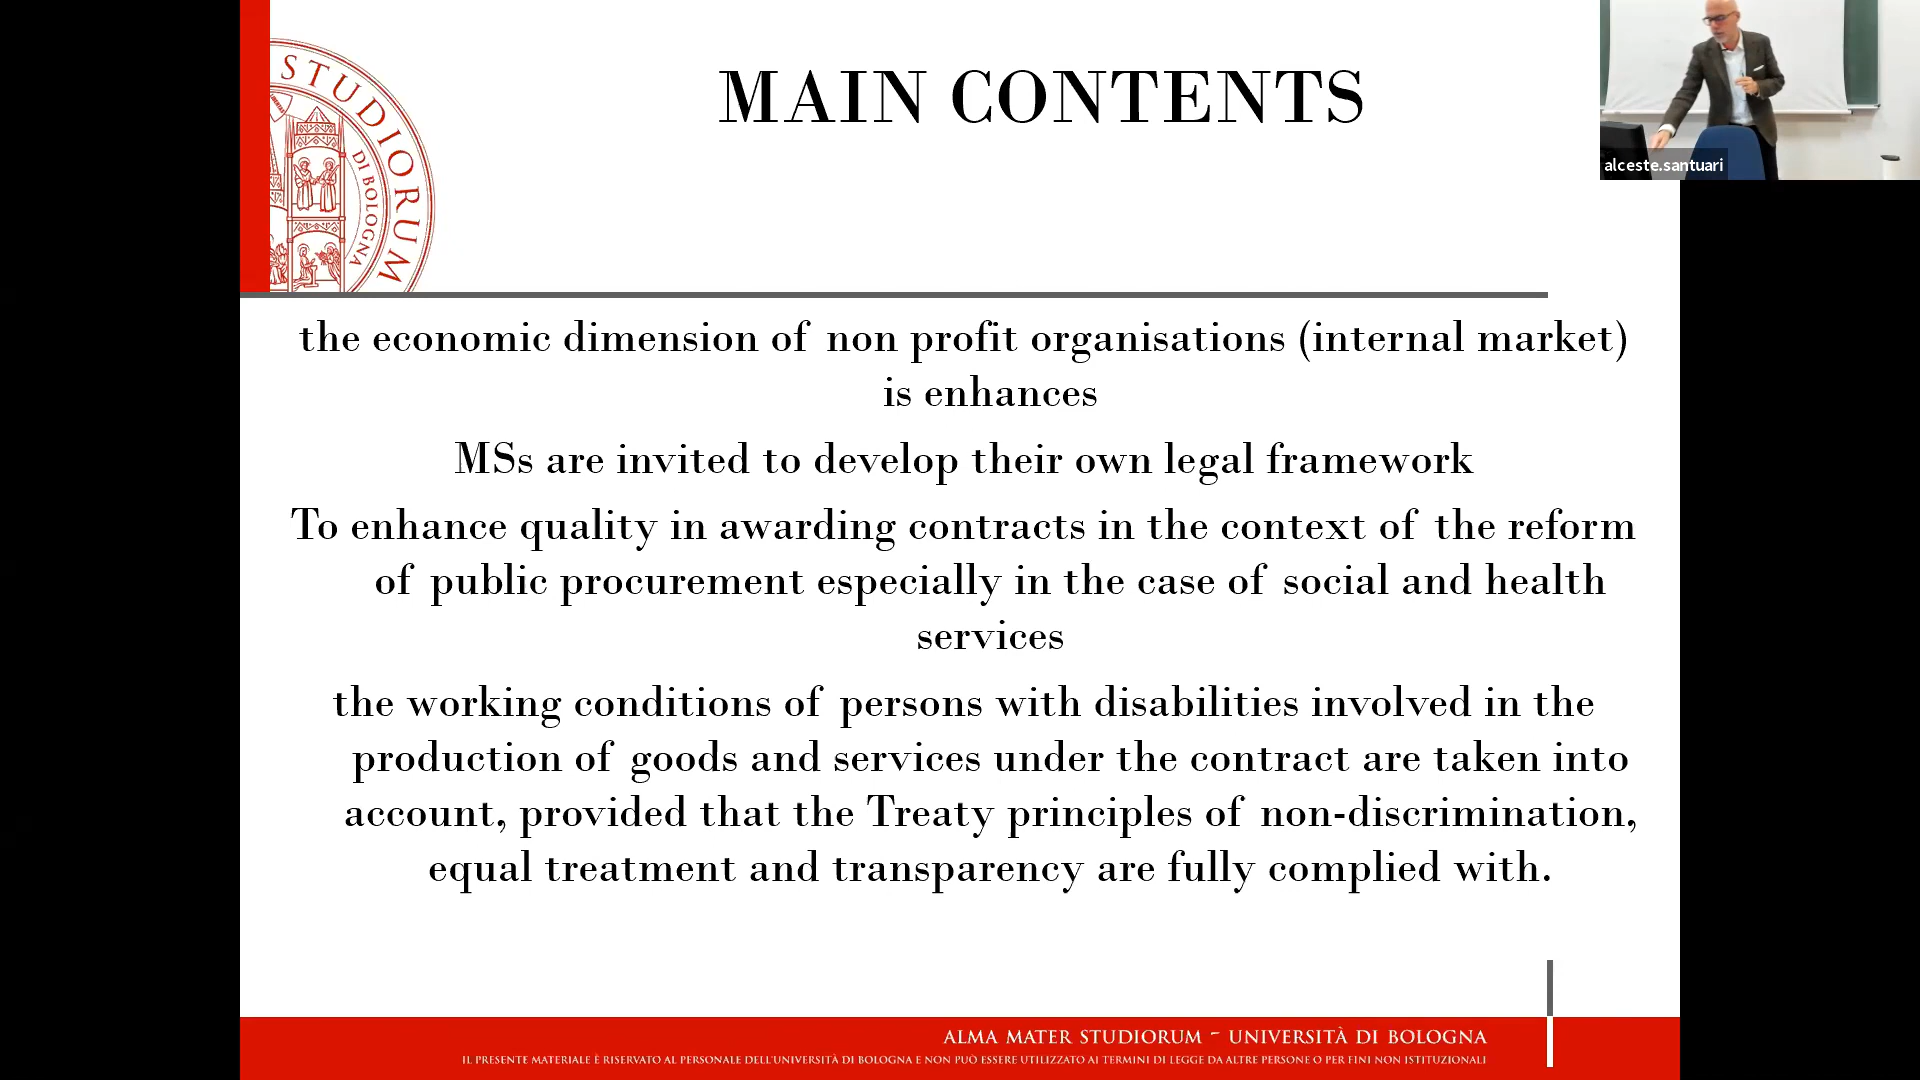 STUDIORUM
DI BOLOGNA
MAIN CONTENTS
alceste.santuari
the economic dimension of non profit organisations (internal market)
is enhances
MSs are invited to develop their own legal framework
To enhance quality in awarding contracts in the context of the reform
of public procurement especially in the case of social and health
services
the working conditions of persons with disabilities involved in the
production of goods and services under the contract are taken into
account, provided that the Treaty principles of non-discrimination,
equal treatment and transparency are fully complied with.
ALMA MATER STUDIORUM ~ UNIVERSITÀ DI BOLOGNA
IL PRESENTE MATERIALE È RISERVATO AL PERSONALE DELL'UNIVERSITÀ DI BOLOGNA E NON PUÒ ESSERE UTILIZZATO AI TERMINI DI LEGGE DA ALTRE PERSONE O PER FINI NON ISTITUZIONALI